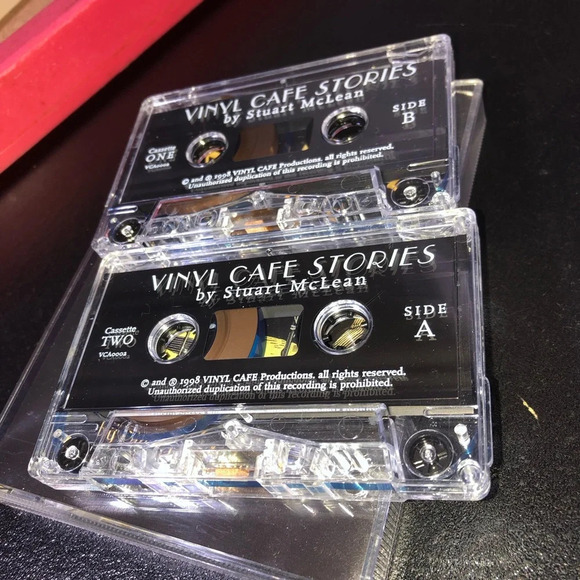 VINYL CAFE STORIES
by Stuart McLean
SIDE
B
Cassette
ONE
VCA0002
© and ℗ 1998 VINYL CAFE Productions, all rights reserved.
Unauthorized duplication of this recording is prohibited.
VINYL CAFE STORIES
by Stuart McLean
SIDE
A
Cassette
TWO
VCA0002
© and ℗ 1998 VINYL CAFE Productions, all rights reserved.
Unauthorized duplication of this recording is prohibited.